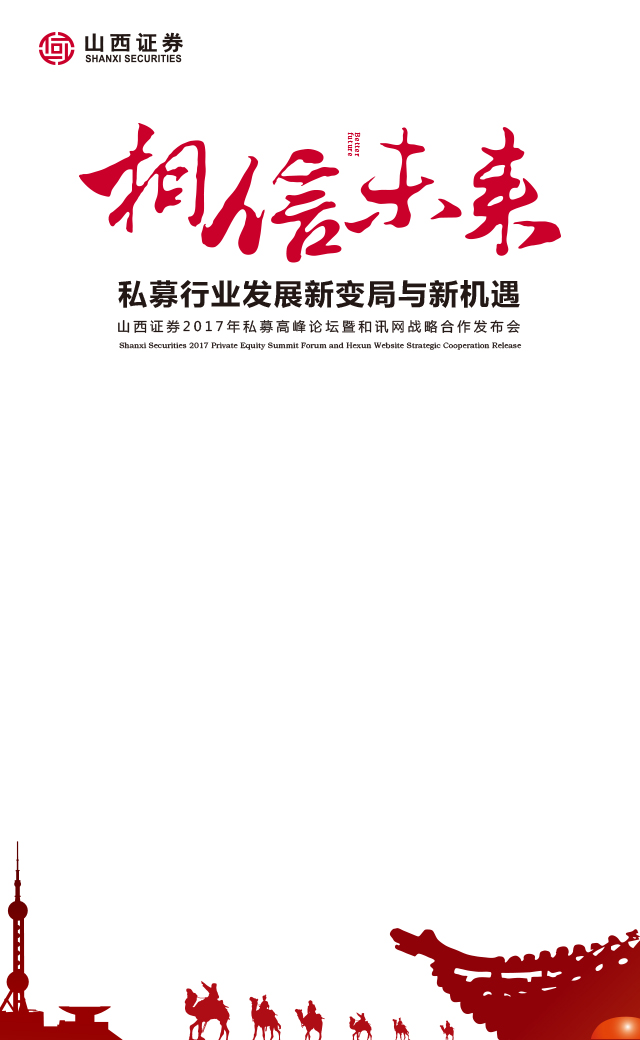 山西证券
SHANXI SECURITIES
Better
future
相信未来
私募行业发展新变局与新机遇
山西证券2017年私募高峰论坛暨和讯网战略合作发布会
Shanxi Securities 2017 Private Equity Summit Forum and Hexun Website Strategic Cooperation Release